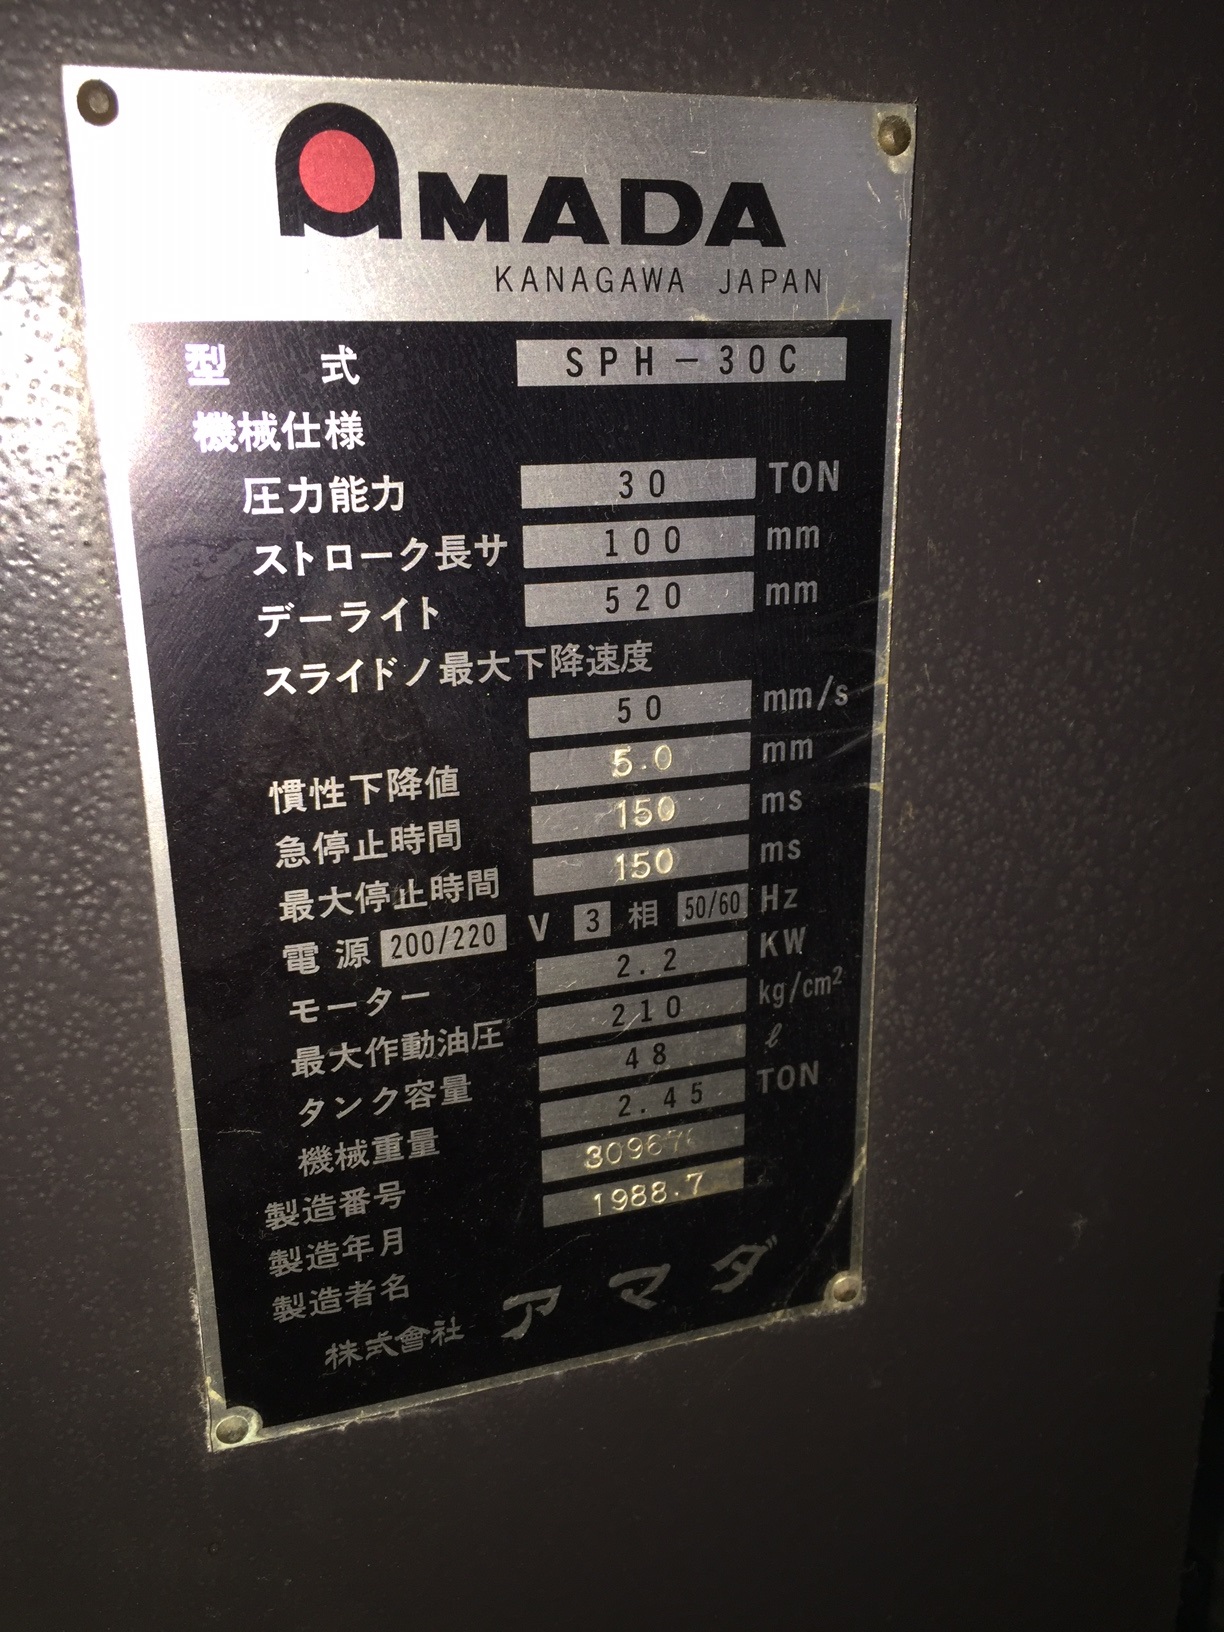 AMADA
KANAGAWA JAPAN
型式 SPH-30C
機械仕様
圧力能力 30 TON
ストローク長サ 100 mm
デーライト 520 mm
スライドノ最大下降速度
50 mm/s
慣性下降値 5.0 mm
急停止時間 150 ms
最大停止時間 150 ms
電源 200/220 V 3 相 50/60 Hz
モーター 2.2 KW
最大作動油圧 210 kg/cm²
タンク容量 48 ℓ
機械重量 2.45 TON
製造番号
製造年月 1988.7
製造者名
株式會社 アマダ